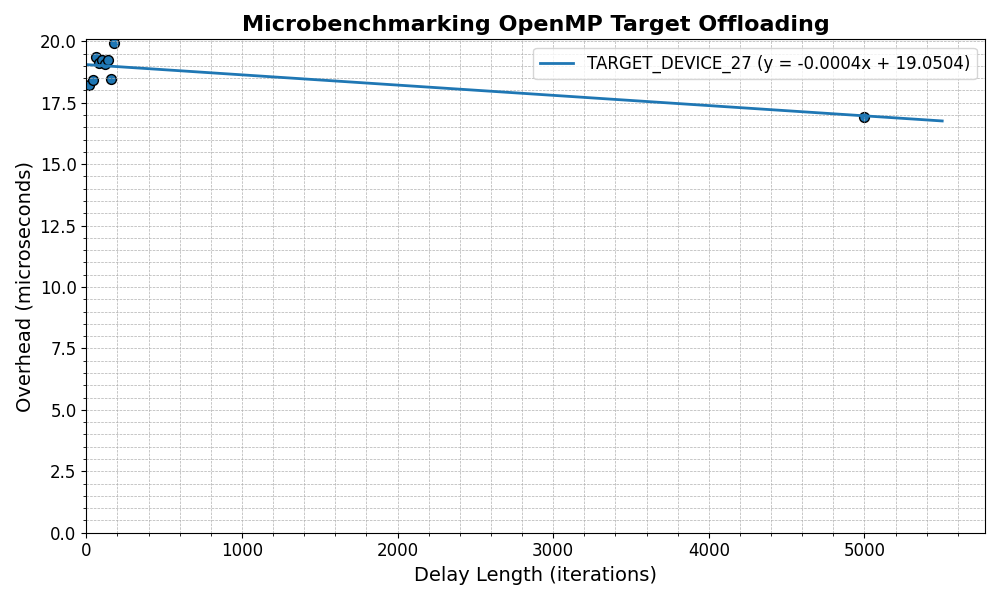 Microbenchmarking OpenMP Target Offloading
TARGET_DEVICE_27 (y = -0.0004x + 19.0504)
Overhead (microseconds)
20.0
17.5
15.0
12.5
10.0
7.5
5.0
2.5
0.0
0 1000 2000 3000 4000 5000
Delay Length (iterations)